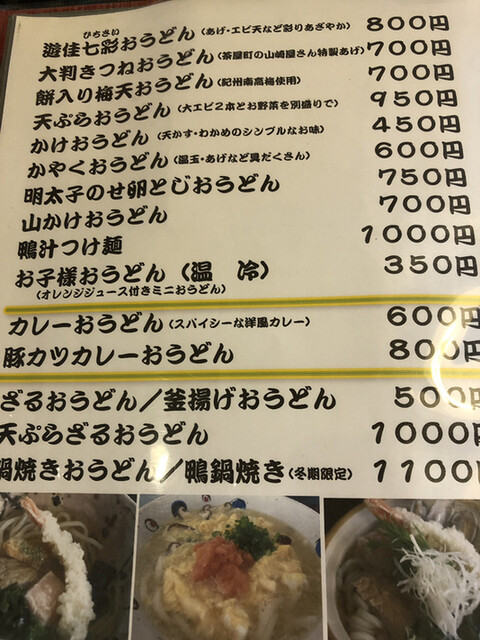 ひちさい
遊佳七彩おうどん(あげ・エビ天など彩りあざやか) 800円
大判きつねおうどん(茶屋町の山崎屋さん特製あげ) 700円
餅入り梅天おうどん(紀州南高梅使用) 700円
天ぷらおうどん(大エビ2本とお野菜を別盛りで) 950円
かけおうどん(天かす・わかめのシンプルなお味) 450円
かやくおうどん(温玉・あげなど具だくさん) 600円
明太子のせ卵とじおうどん 750円
山かけおうどん 700円
鴨汁つけ麺 1000円
お子様おうどん(温 冷) 350円
(オレンジジュース付きミニおうどん)
カレーおうどん(スパイシーな洋風カレー) 600円
豚カツカレーおうどん 800円
ざるおうどん/釜揚げおうどん 500円
天ぷらざるおうどん 1000円
鍋焼きおうどん/鴨鍋焼き(冬期限定) 1100円